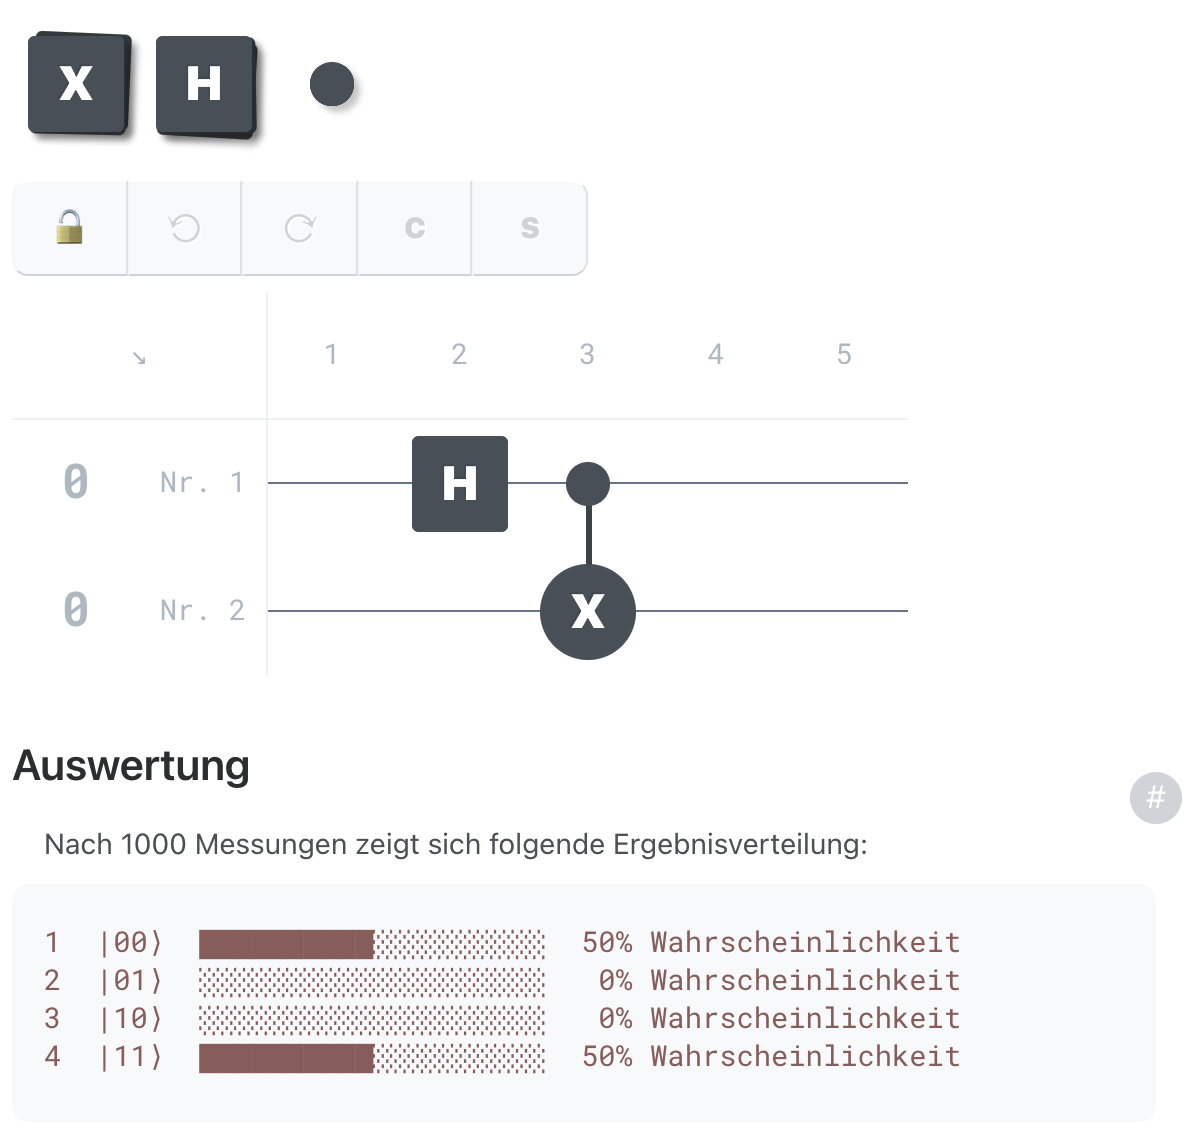 X H
C S
↘ 1 2 3 4 5
0 Nr. 1 H
0 Nr. 2 X
Auswertung
#
Nach 1000 Messungen zeigt sich folgende Ergebnisverteilung:
1 |00⟩ 50% Wahrscheinlichkeit
2 |01⟩ 0% Wahrscheinlichkeit
3 |10⟩ 0% Wahrscheinlichkeit
4 |11⟩ 50% Wahrscheinlichkeit